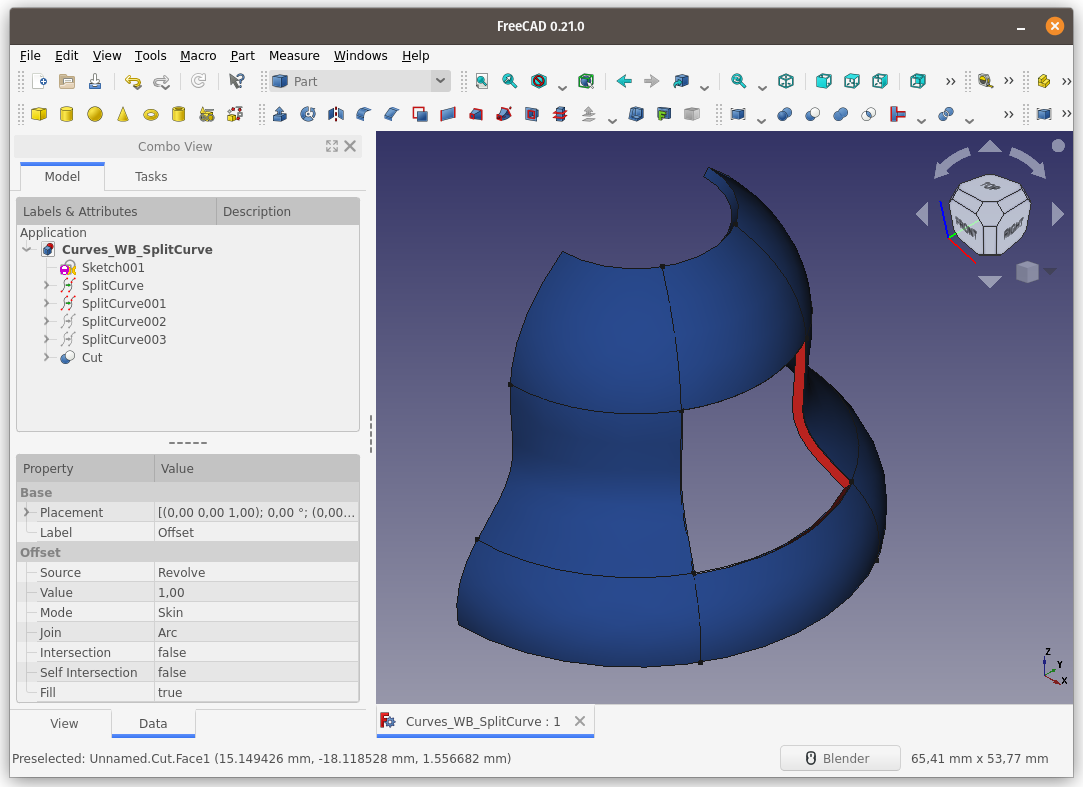 FreeCAD 0.21.0
File Edit View Tools Macro Part Measure Windows Help
Part
Combo View
Model Tasks
Labels & Attributes Description
Application
Curves_WB_SplitCurve
Sketch001
SplitCurve
SplitCurve001
SplitCurve002
SplitCurve003
Cut
Property Value
Base
Placement [(0,00 0,00 1,00); 0,00 °; (0,00...
Label Offset
Offset
Source Revolve
Value 1,00
Mode Skin
Join Arc
Intersection false
Self Intersection false
Fill true
View Data
TOP
FRONT RIGHT
Z
Y
X
Curves_WB_SplitCurve : 1
Preselected: Unnamed.Cut.Face1 (15.149426 mm, -18.118528 mm, 1.556682 mm)
Blender 65,41 mm x 53,77 mm